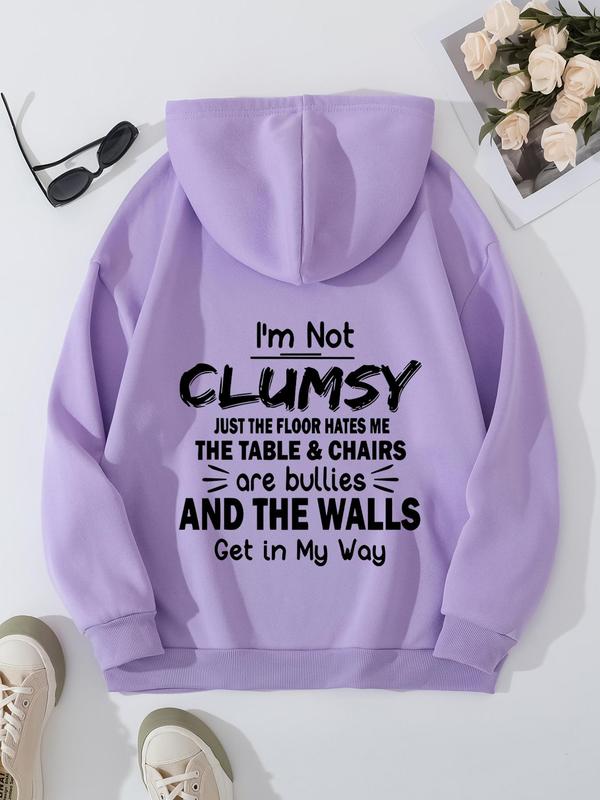 I'm Not
CLUMSY
JUST THE FLOOR HATES ME
THE TABLE & CHAIRS
are bullies
AND THE WALLS
Get in My Way